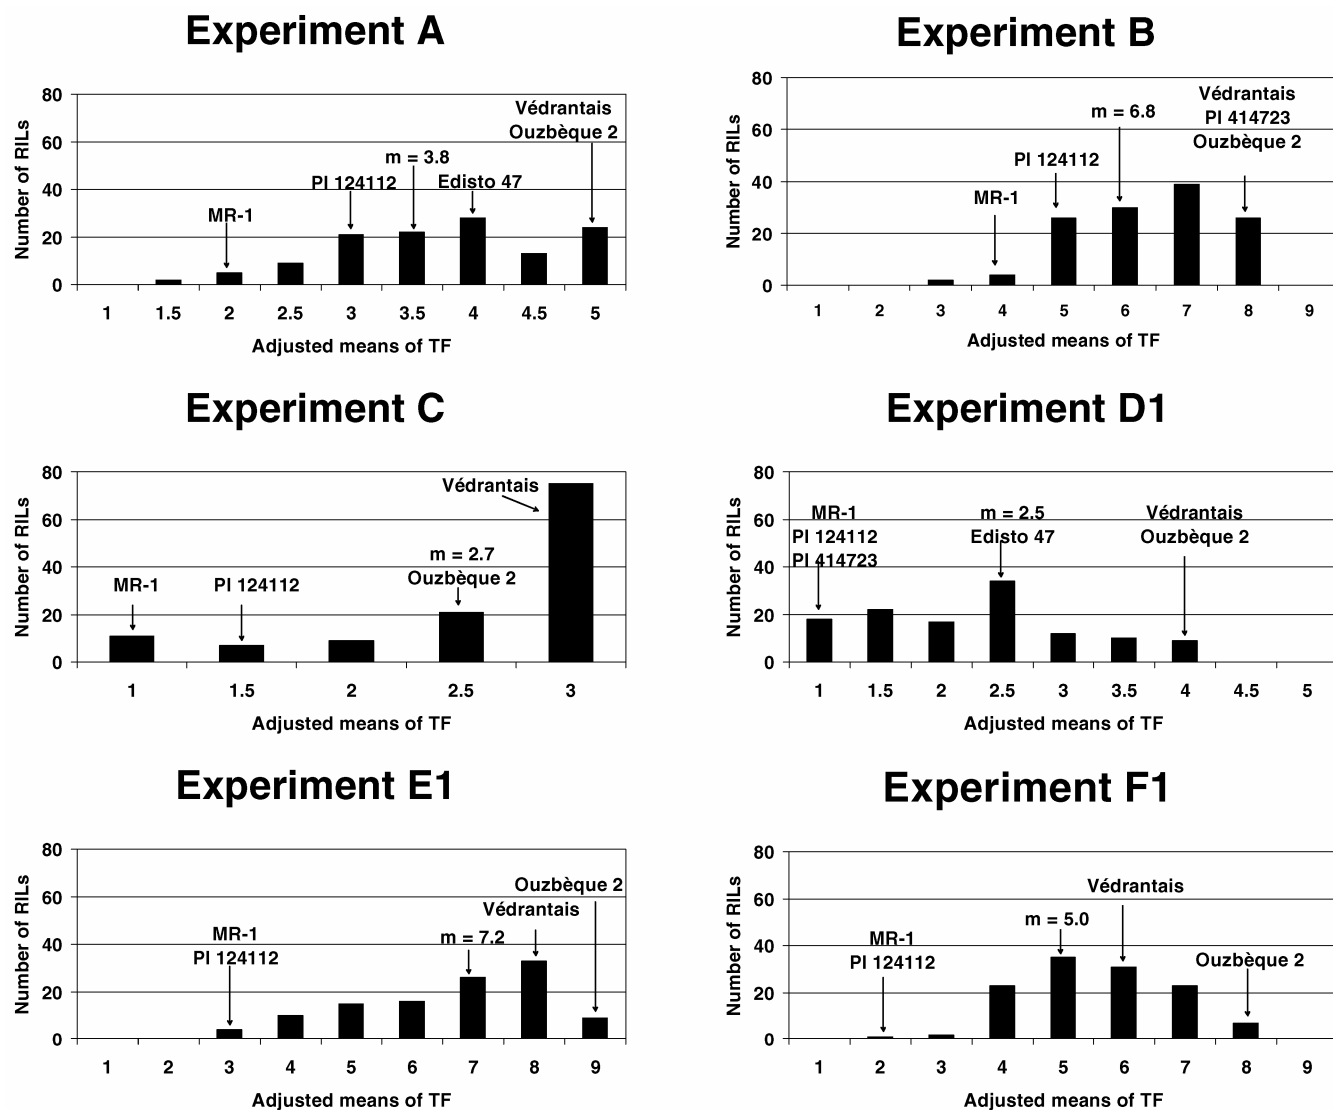 Experiment A
Number of RILs
80
60
40
20
0
Védrantais
Ouzbèque 2
m = 3.8
PI 124112
Edisto 47
MR-1
1 1.5 2 2.5 3 3.5 4 4.5 5
Adjusted means of TF
Experiment B
Number of RILs
80
60
40
20
0
Védrantais
PI 414723
Ouzbèque 2
m = 6.8
PI 124112
MR-1
1 2 3 4 5 6 7 8 9
Adjusted means of TF
Experiment C
Number of RILs
80
60
40
20
0
Védrantais
m = 2.7
Ouzbèque 2
MR-1
PI 124112
1 1.5 2 2.5 3
Adjusted means of TF
Experiment D1
Number of RILs
80
60
40
20
0
MR-1
PI 124112
PI 414723
m = 2.5
Edisto 47
Védrantais
Ouzbèque 2
1 1.5 2 2.5 3 3.5 4 4.5 5
Adjusted means of TF
Experiment E1
Number of RILs
80
60
40
20
0
Ouzbèque 2
Védrantais
m = 7.2
MR-1
PI 124112
1 2 3 4 5 6 7 8 9
Adjusted means of TF
Experiment F1
Number of RILs
80
60
40
20
0
Védrantais
m = 5.0
MR-1
PI 124112
Ouzbèque 2
1 2 3 4 5 6 7 8 9
Adjusted means of TF